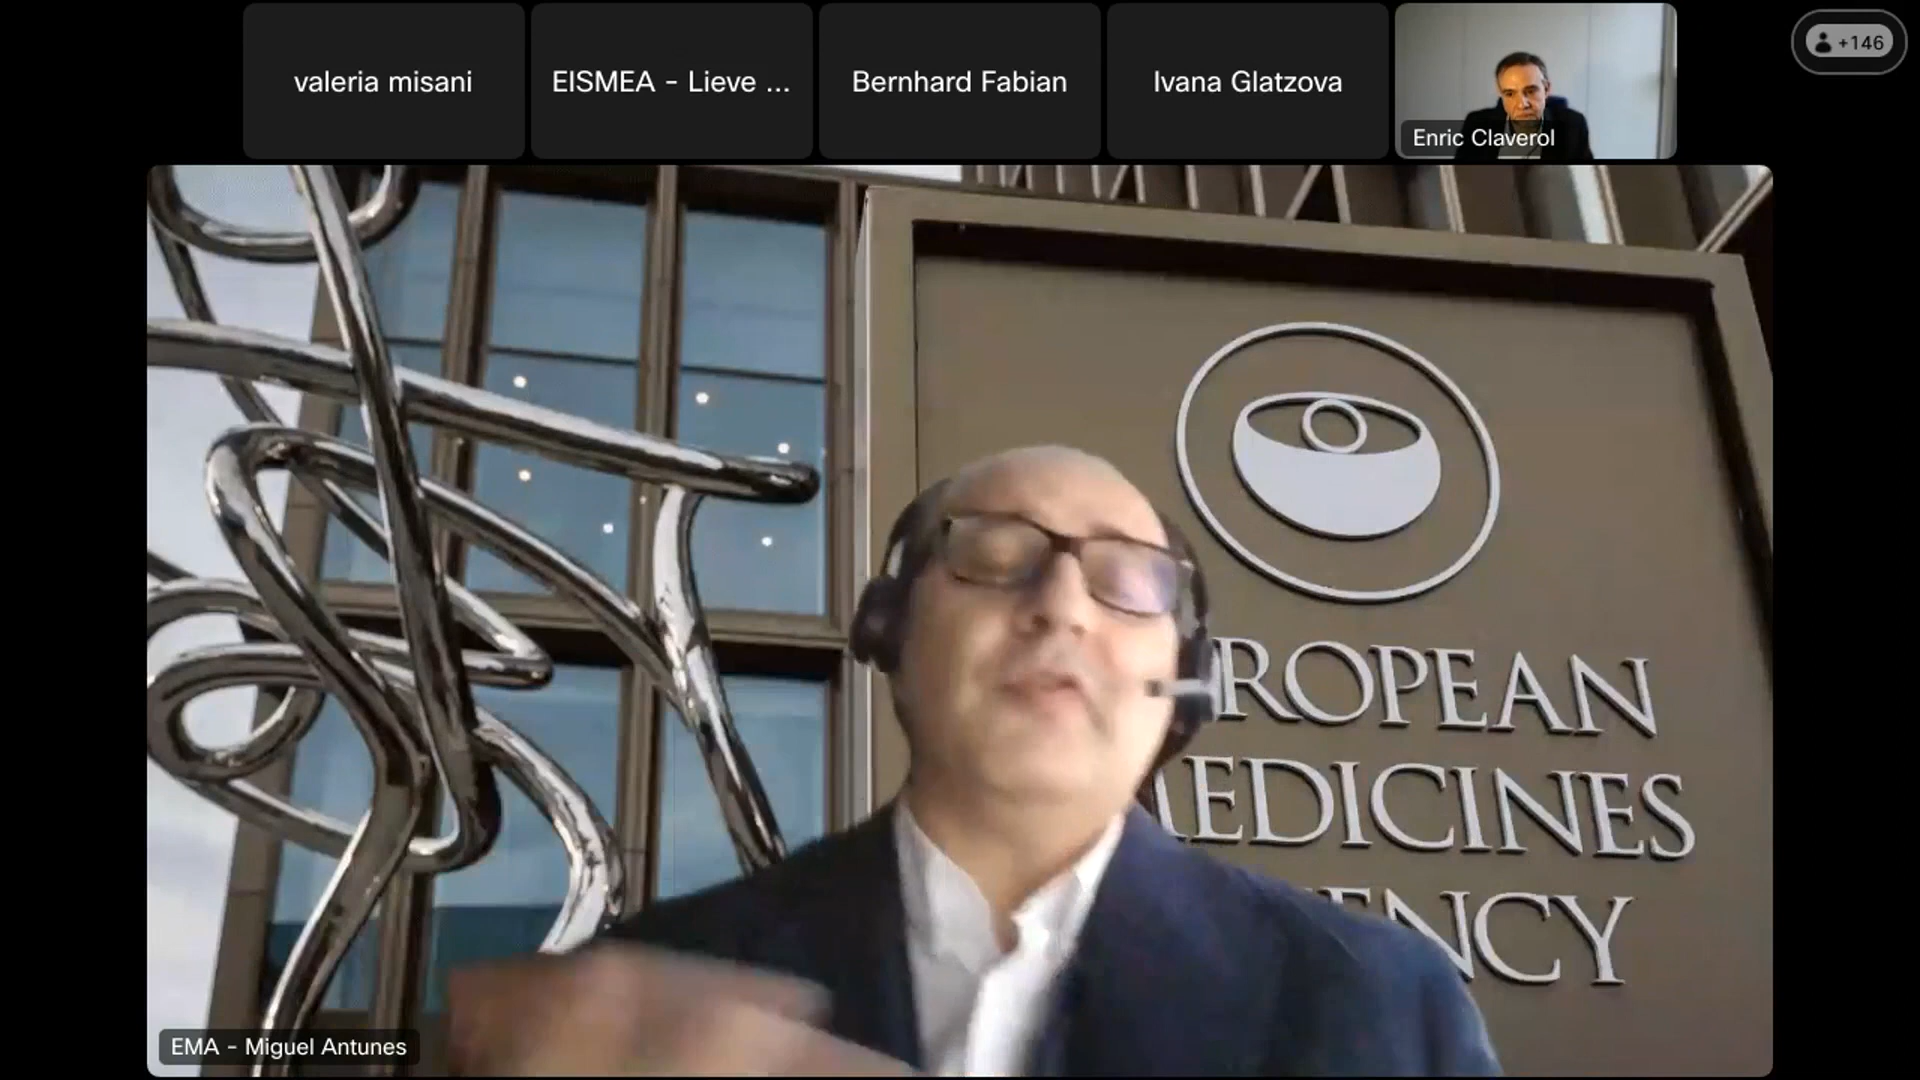 valeria misani
EISMEA - Lieve ...
Bernhard Fabian
Ivana Glatzova
Enric Claverol
+146
ROPEAN
EDICINES
ENCY
EMA - Miguel Antunes